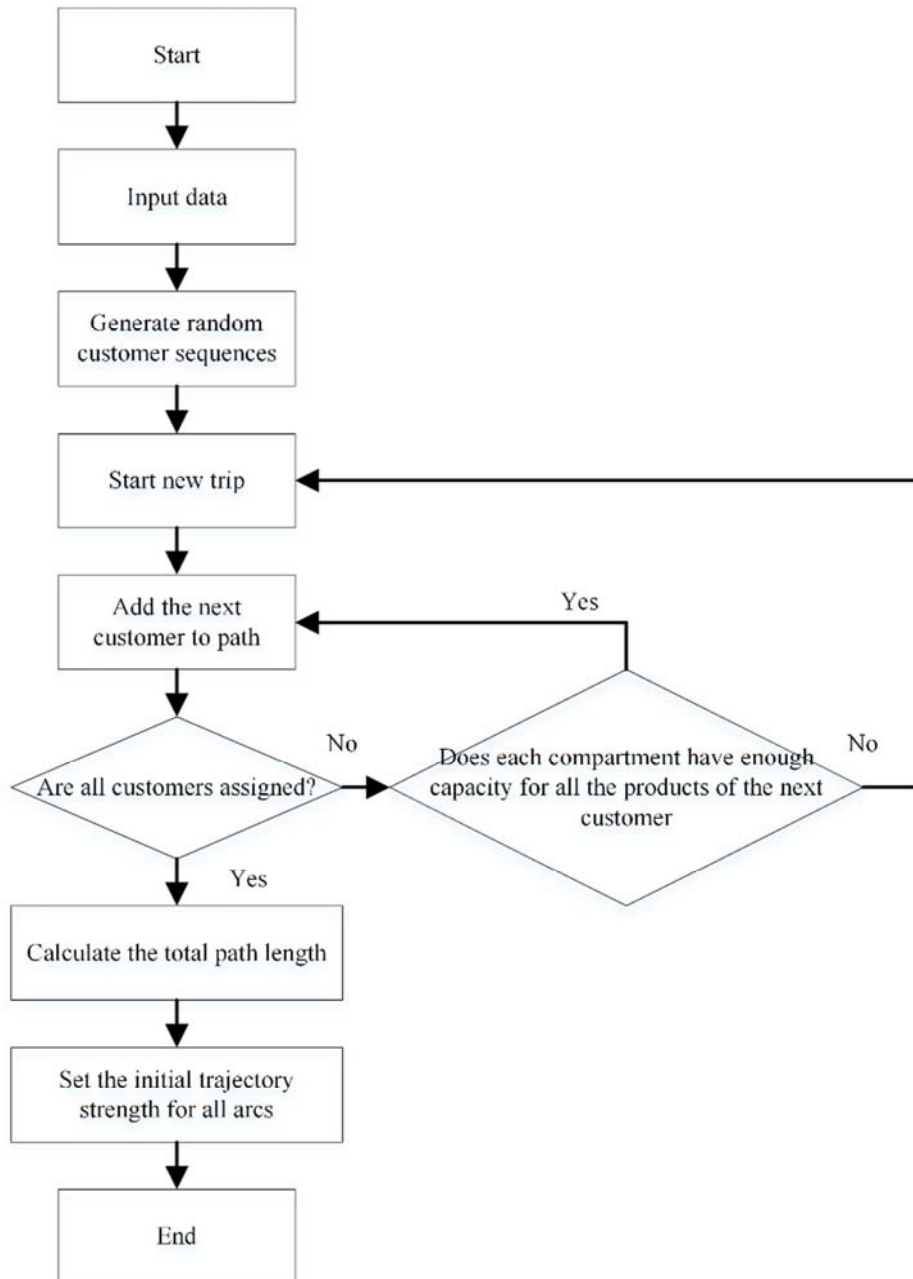 Start
Input data
Generate random
customer sequences
Start new trip
Add the next
customer to path
Yes
Are all customers assigned?
No
Does each compartment have enough
capacity for all the products of the next
customer
No
Yes
Calculate the total path length
Set the initial trajectory
strength for all arcs
End